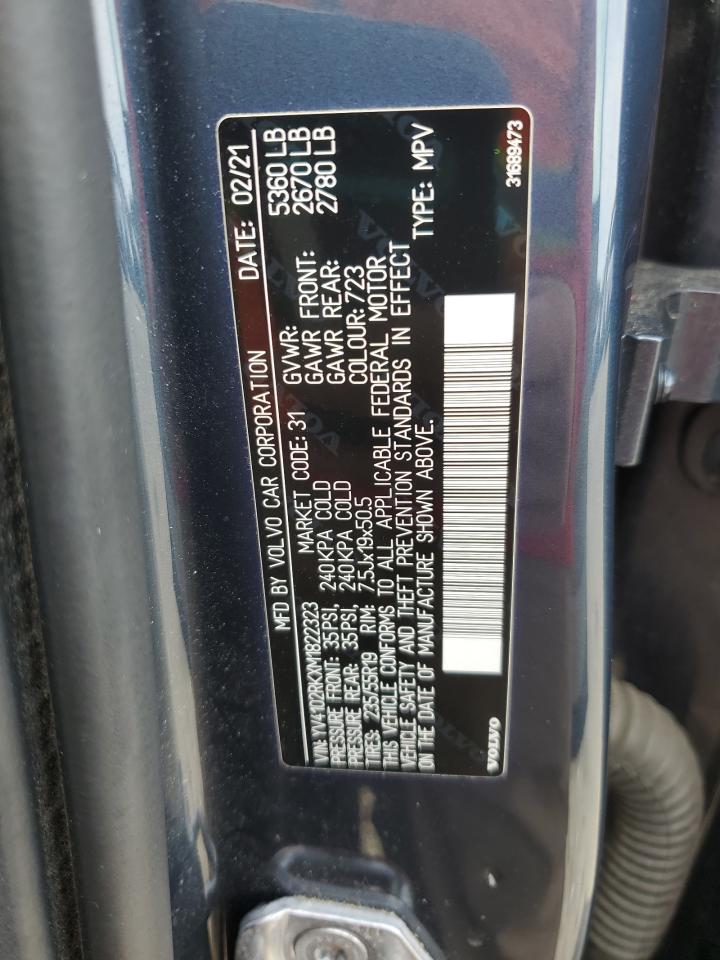 MFD BY VOLVO CAR CORPORATION DATE: 02/21
VIN: YV4102RKXM1822323 MARKET CODE: 31 GVWR: 5360 LB
PRESSURE FRONT: 35PSI, 240KPA COLD GAWR FRONT: 2670 LB
PRESSURE REAR: 35PSI, 240KPA COLD GAWR REAR: 2780 LB
TIRES: 235/55R19 RIM: 7.5Jx19x50.5 COLOUR: 723
THIS VEHICLE CONFORMS TO ALL APPLICABLE FEDERAL MOTOR
VEHICLE SAFETY AND THEFT PREVENTION STANDARDS IN EFFECT
ON THE DATE OF MANUFACTURE SHOWN ABOVE. TYPE: MPV
VOLVO 31689473